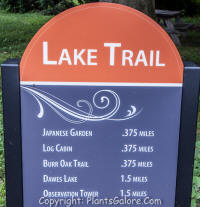 LAKE TRAIL
JAPANESE GARDEN .375 MILES
LOG CABIN .375 MILES
BURR OAK TRAIL .375 MILES
DAWES LAKE 1.5 MILES
OBSERVATION TOWER 1.5 MILES
Copyright: PlantsGalore.Com